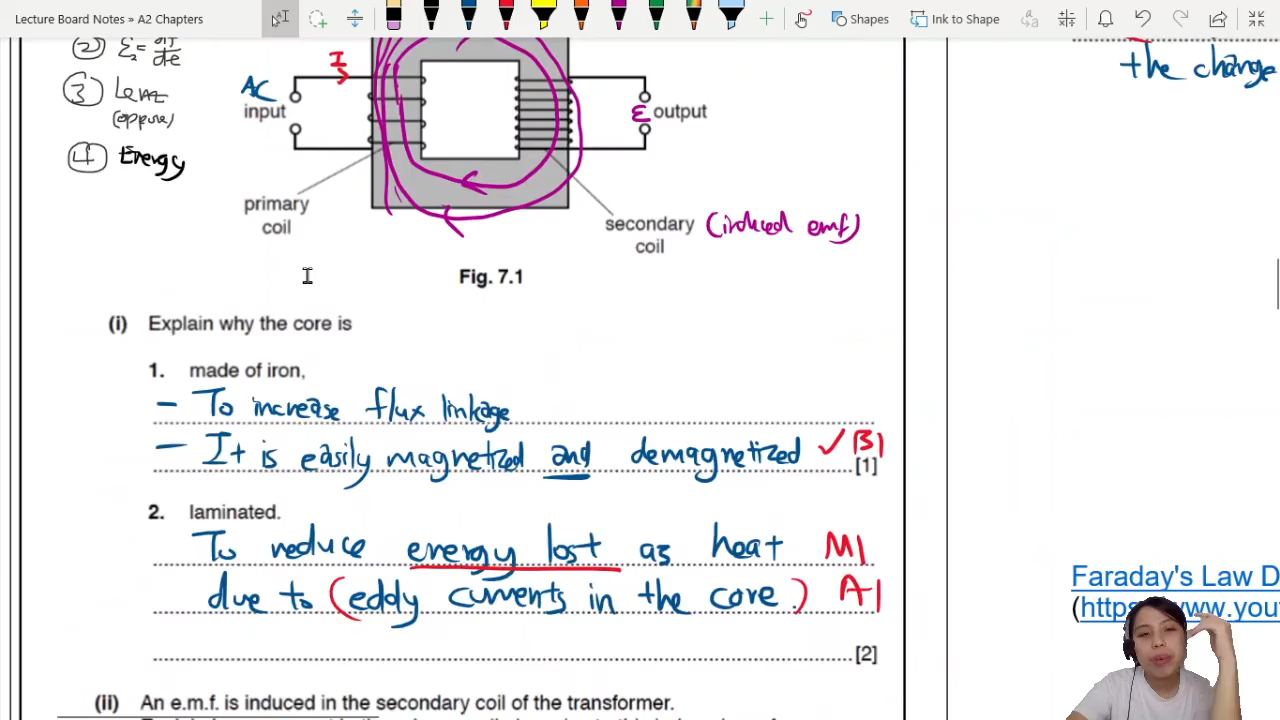 Lecture Board Notes » A2 Chapters
Shapes
Ink to Shape
the change
(2)
3 Lenz
(oppose)
4 Energy
I
AC
input
ε output
primary
coil
secondary (induced emf)
coil
Fig. 7.1
(i) Explain why the core is
1. made of iron,
– To increase flux linkage
– It is easily magnetized and demagnetized ✓ B1
[1]
2. laminated.
To reduce energy lost as heat M1
due to (eddy currents in the core.) A1
[2]
Faraday's Law D
(https://www.you
(ii) An e.m.f. is induced in the secondary coil of the transformer.